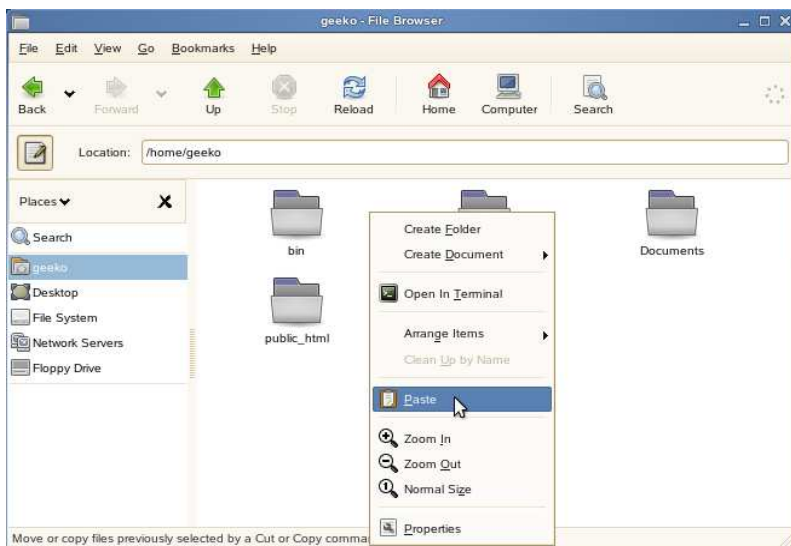 geeko - File Browser
File Edit View Go Bookmarks Help
Back Forward Up Stop Reload Home Computer Search
Location: /home/geeko
Places
Search
geeko
Desktop
File System
Network Servers
Floppy Drive
bin
Documents
public_html
Create Folder
Create Document
Open In Terminal
Arrange Items
Clean Up by Name
Paste
Zoom In
Zoom Out
Normal Size
Properties
Move or copy files previously selected by a Cut or Copy comma